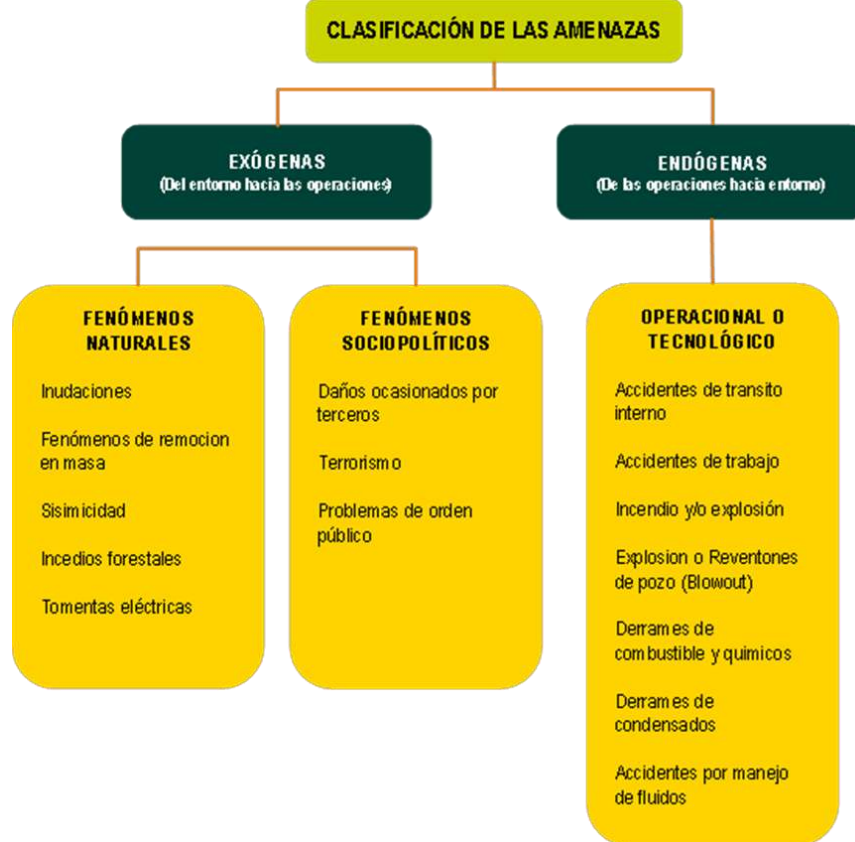 CLASIFICACIÓN DE LAS AMENAZAS
EXÓGENAS
(Del entorno hacia las operaciones)
ENDÓGENAS
(De las operaciones hacia entorno)
FENÓMENOS
NATURALES
Inudaciones
Fenómenos de remocion
en masa
Sisimicidad
Incedios forestales
Tomentas eléctricas
FENÓMENOS
SOCIOPOLÍTICOS
Daños ocasionados por
terceros
Terrorismo
Problemas de orden
público
OPERACIONAL O
TECNOLÓGICO
Accidentes de transito
interno
Accidentes de trabajo
Incendio y/o explosión
Explosion o Reventones
de pozo (Blowout)
Derrames de
combustible y quimicos
Derrames de
condensados
Accidentes por manejo
de fluidos